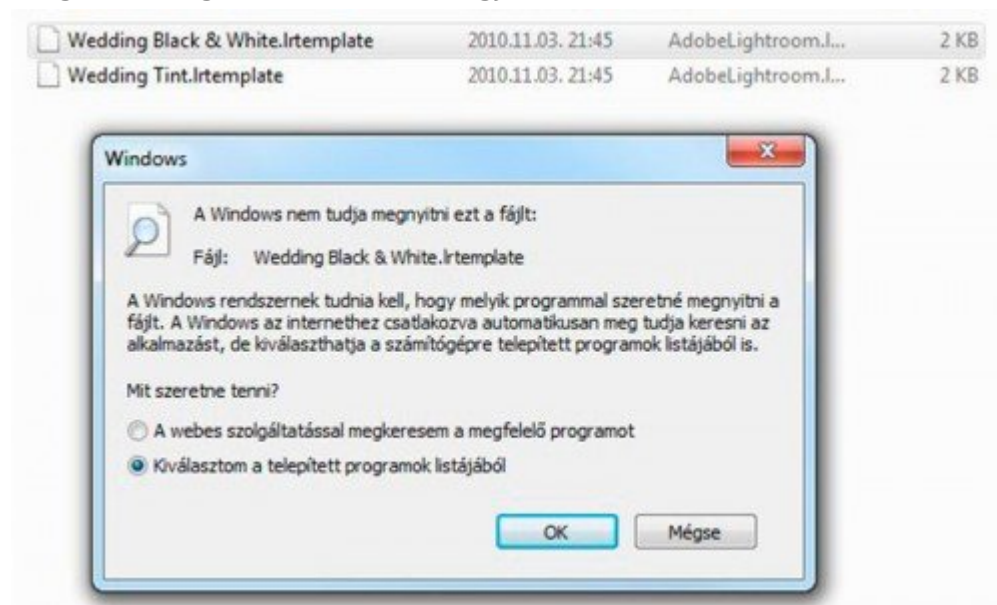 Wedding Black & White.lrtemplate 2010.11.03. 21:45 AdobeLightroom.l... 2 KB
Wedding Tint.lrtemplate 2010.11.03. 21:45 AdobeLightroom.l... 2 KB
Windows
A Windows nem tudja megnyitni ezt a fájlt:
Fájl: Wedding Black & White.lrtemplate
A Windows rendszernek tudnia kell, hogy melyik programmal szeretné megnyitni a
fájlt. A Windows az internethez csatlakozva automatikusan meg tudja keresni az
alkalmazást, de kiválaszthatja a számítógépre telepített programok listájából is.
Mit szeretne tenni?
A webes szolgáltatással megkeresem a megfelelő programot
Kiválasztom a telepített programok listájából
OK Mégse